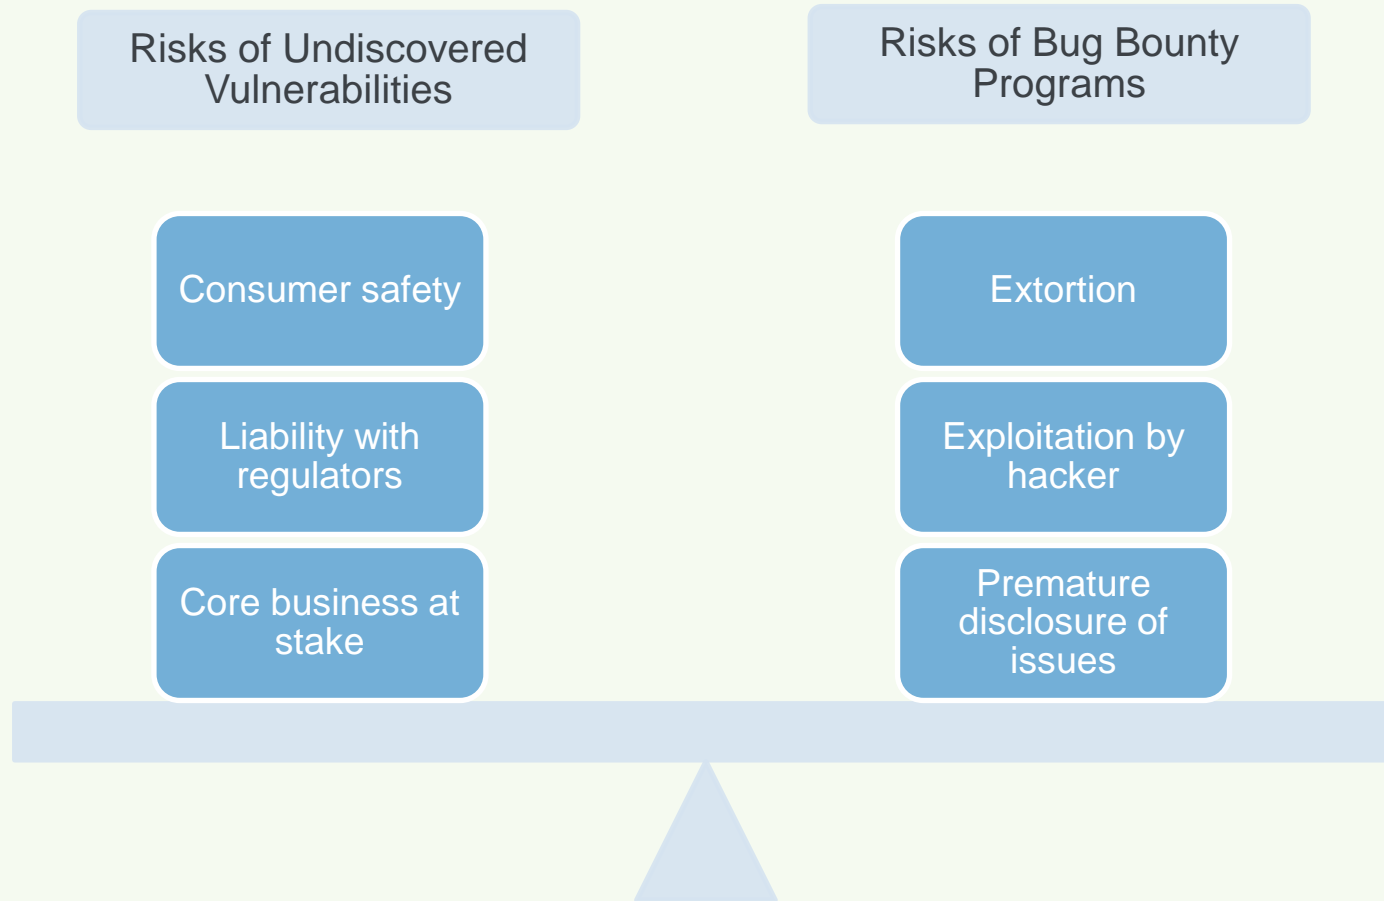 Risks of Undiscovered
Vulnerabilities
Risks of Bug Bounty
Programs
Consumer safety
Liability with
regulators
Core business at
stake
Extortion
Exploitation by
hacker
Premature
disclosure of
issues